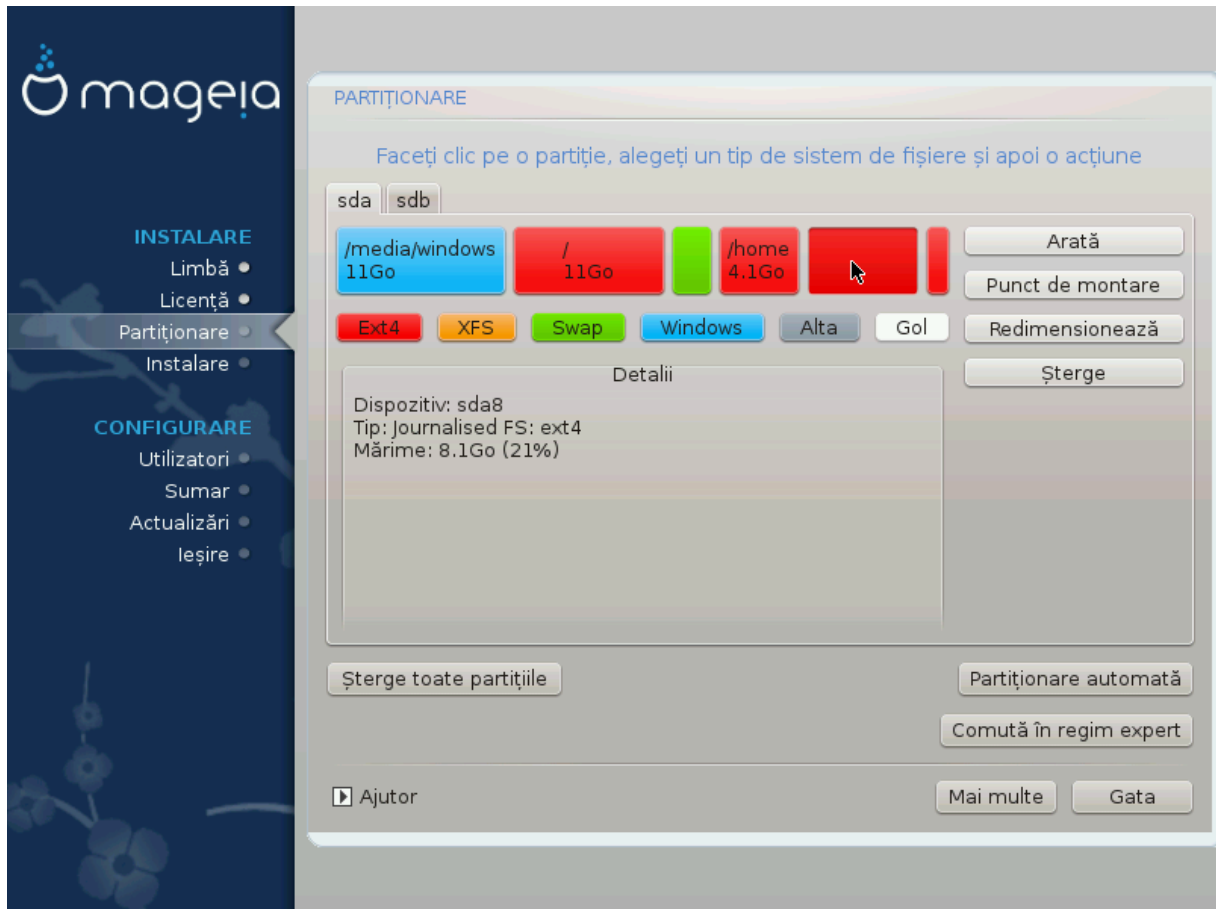 mageia
INSTALARE
Limbă
Licență
Partiționare
Instalare
CONFIGURARE
Utilizatori
Sumar
Actualizări
Ieșire
PARTIȚIONARE
Faceți clic pe o partiție, alegeți un tip de sistem de fișiere și apoi o acțiune
sda sdb
/media/windows
11Go
/
11Go
/home
4.1Go
Ext4 XFS Swap Windows Alta Gol
Arată
Punct de montare
Redimensionează
Șterge
Detalii
Dispozitiv: sda8
Tip: Journalised FS: ext4
Mărime: 8.1Go (21%)
Șterge toate partițiile
Partiționare automată
Comută în regim expert
Ajutor
Mai multe
Gata